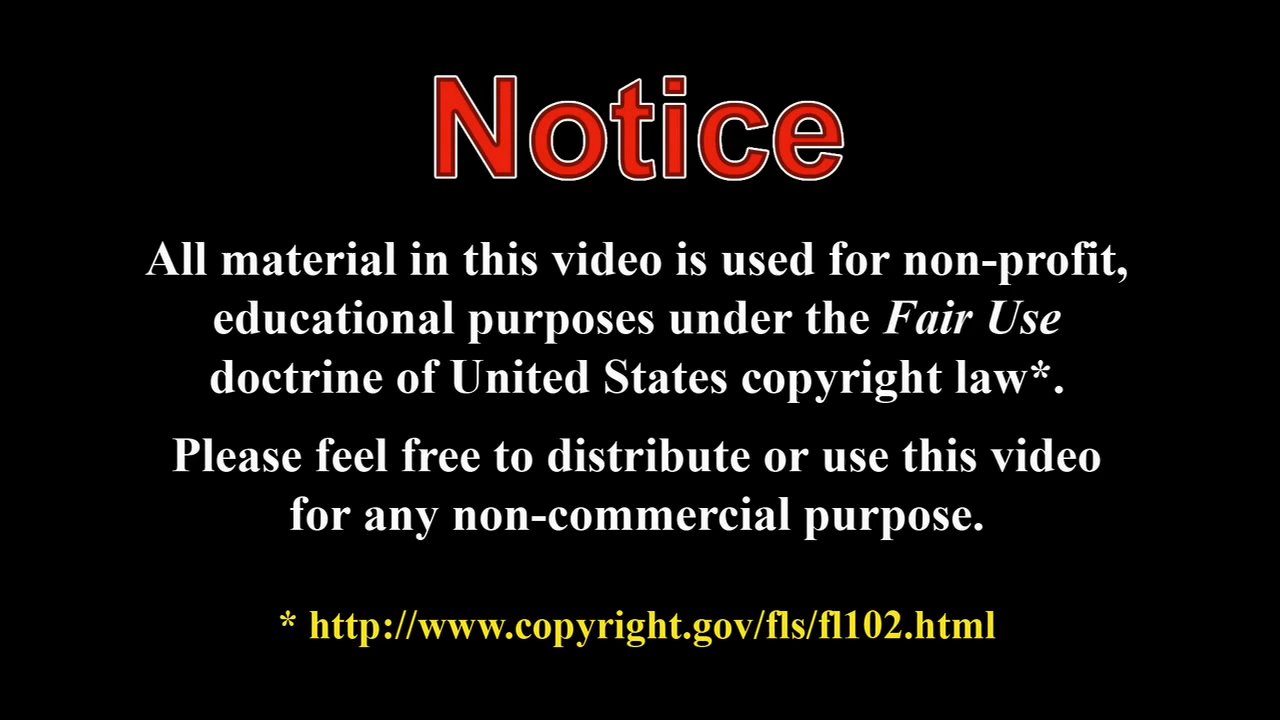 Notice
All material in this video is used for non-profit,
educational purposes under the Fair Use
doctrine of United States copyright law*.
Please feel free to distribute or use this video
for any non-commercial purpose.
* http://www.copyright.gov/fls/fl102.html